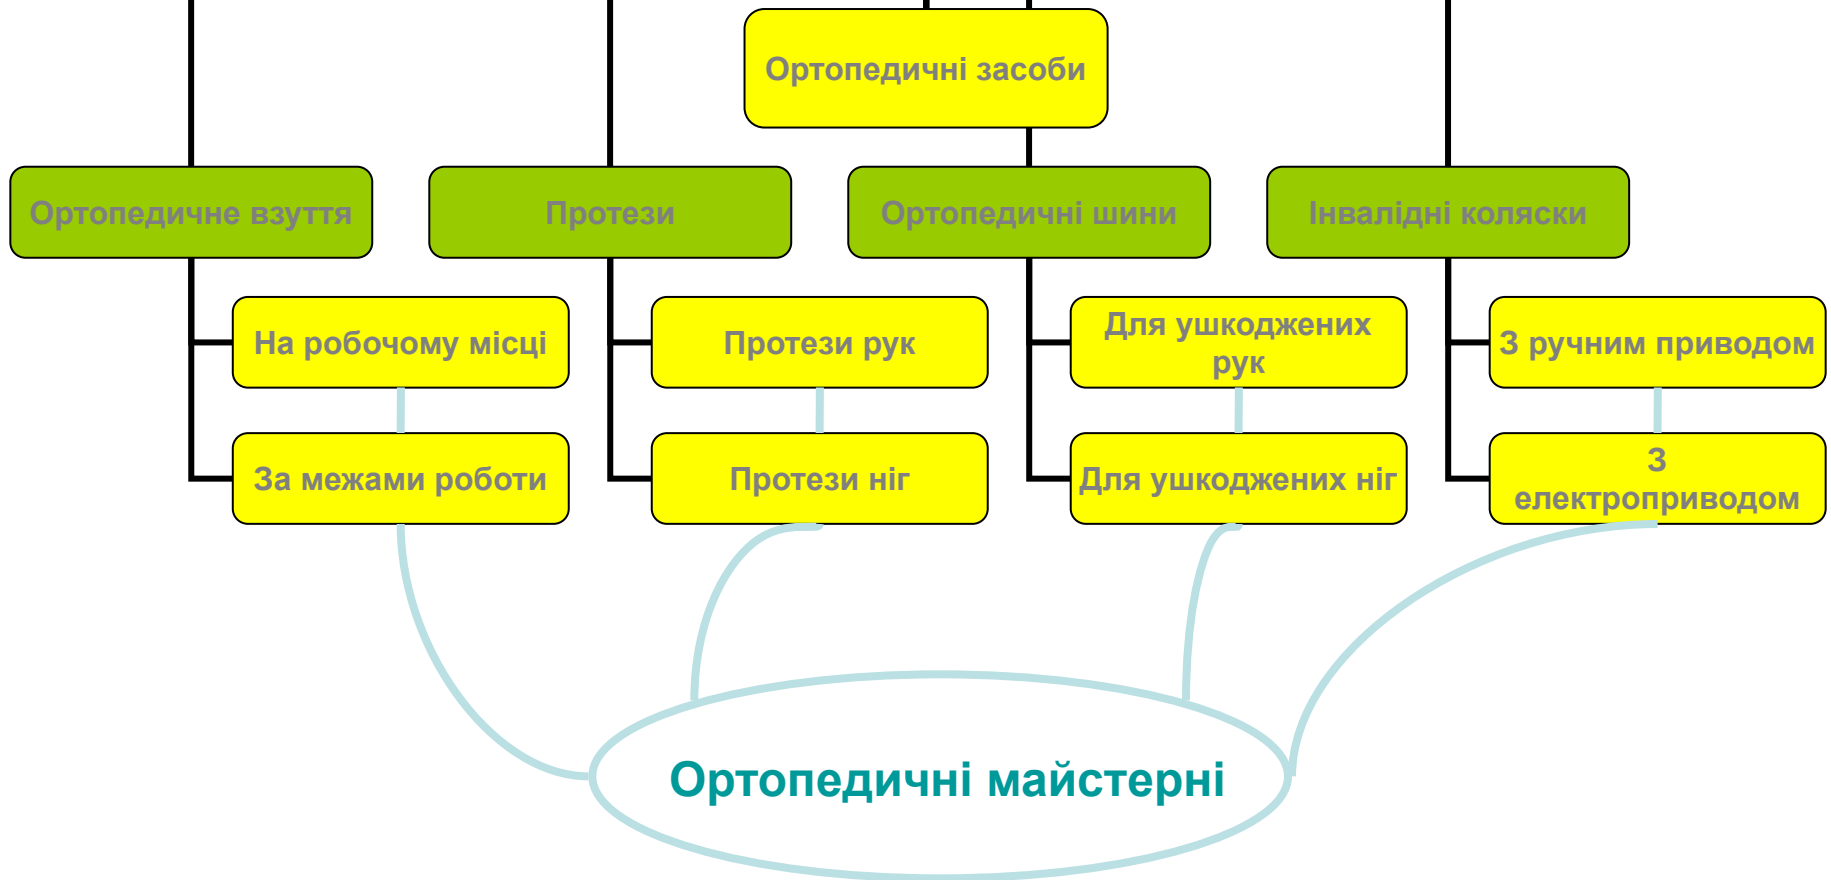 Ортопедичні засоби
Ортопедичне взуття
Протези
Ортопедичні шини
Інвалідні коляски
На робочому місці
Протези рук
Для ушкоджених
рук
З ручним приводом
За межами роботи
Протези ніг
Для ушкоджених ніг
З
електроприводом
Ортопедичні майстерні